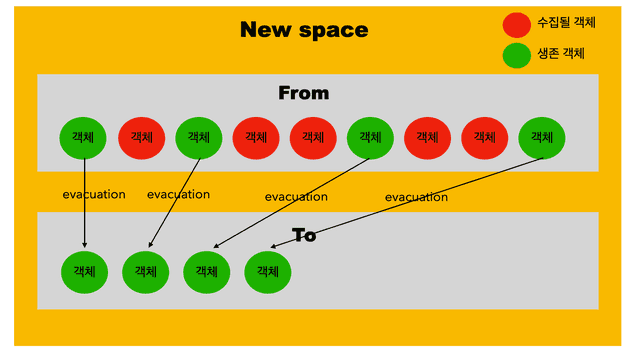 New space
수집될 객체
생존 객체
From
객체 객체 객체 객체 객체 객체 객체 객체 객체
evacuation evacuation evacuation evacuation
To
객체 객체 객체 객체